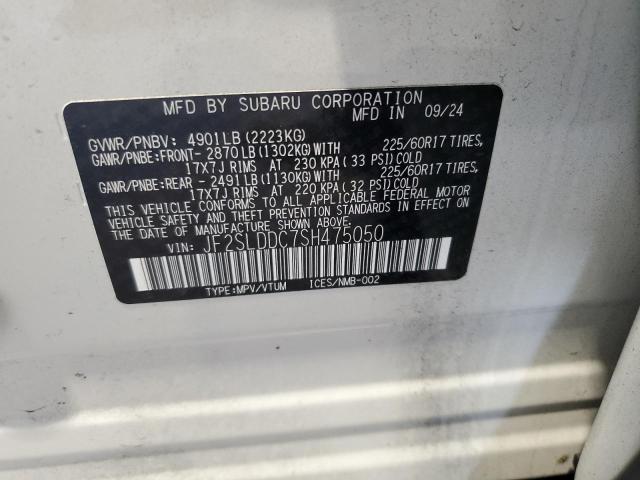 MFD BY SUBARU CORPORATION
MFD IN 09/24
GVWR/PNBV: 4901LB (2223KG)
GAWR/PNBE:FRONT- 2870LB (1302KG) WITH 225/60R17 TIRES,
17X7J RIMS AT 230 KPA (33 PSI) COLD
GAWR/PNBE:REAR - 2491LB (1130KG) WITH 225/60R17 TIRES,
17X7J RIMS AT 220 KPA (32 PSI) COLD
THIS VEHICLE CONFORMS TO ALL APPLICABLE FEDERAL MOTOR
VEHICLE SAFETY AND THEFT PREVENTION STANDARDS IN EFFECT
ON THE DATE OF MANUFACTURE SHOWN ABOVE.
VIN: JF2SLDDC7SH475050
TYPE:MPV/VTUM ICES/NMB-002